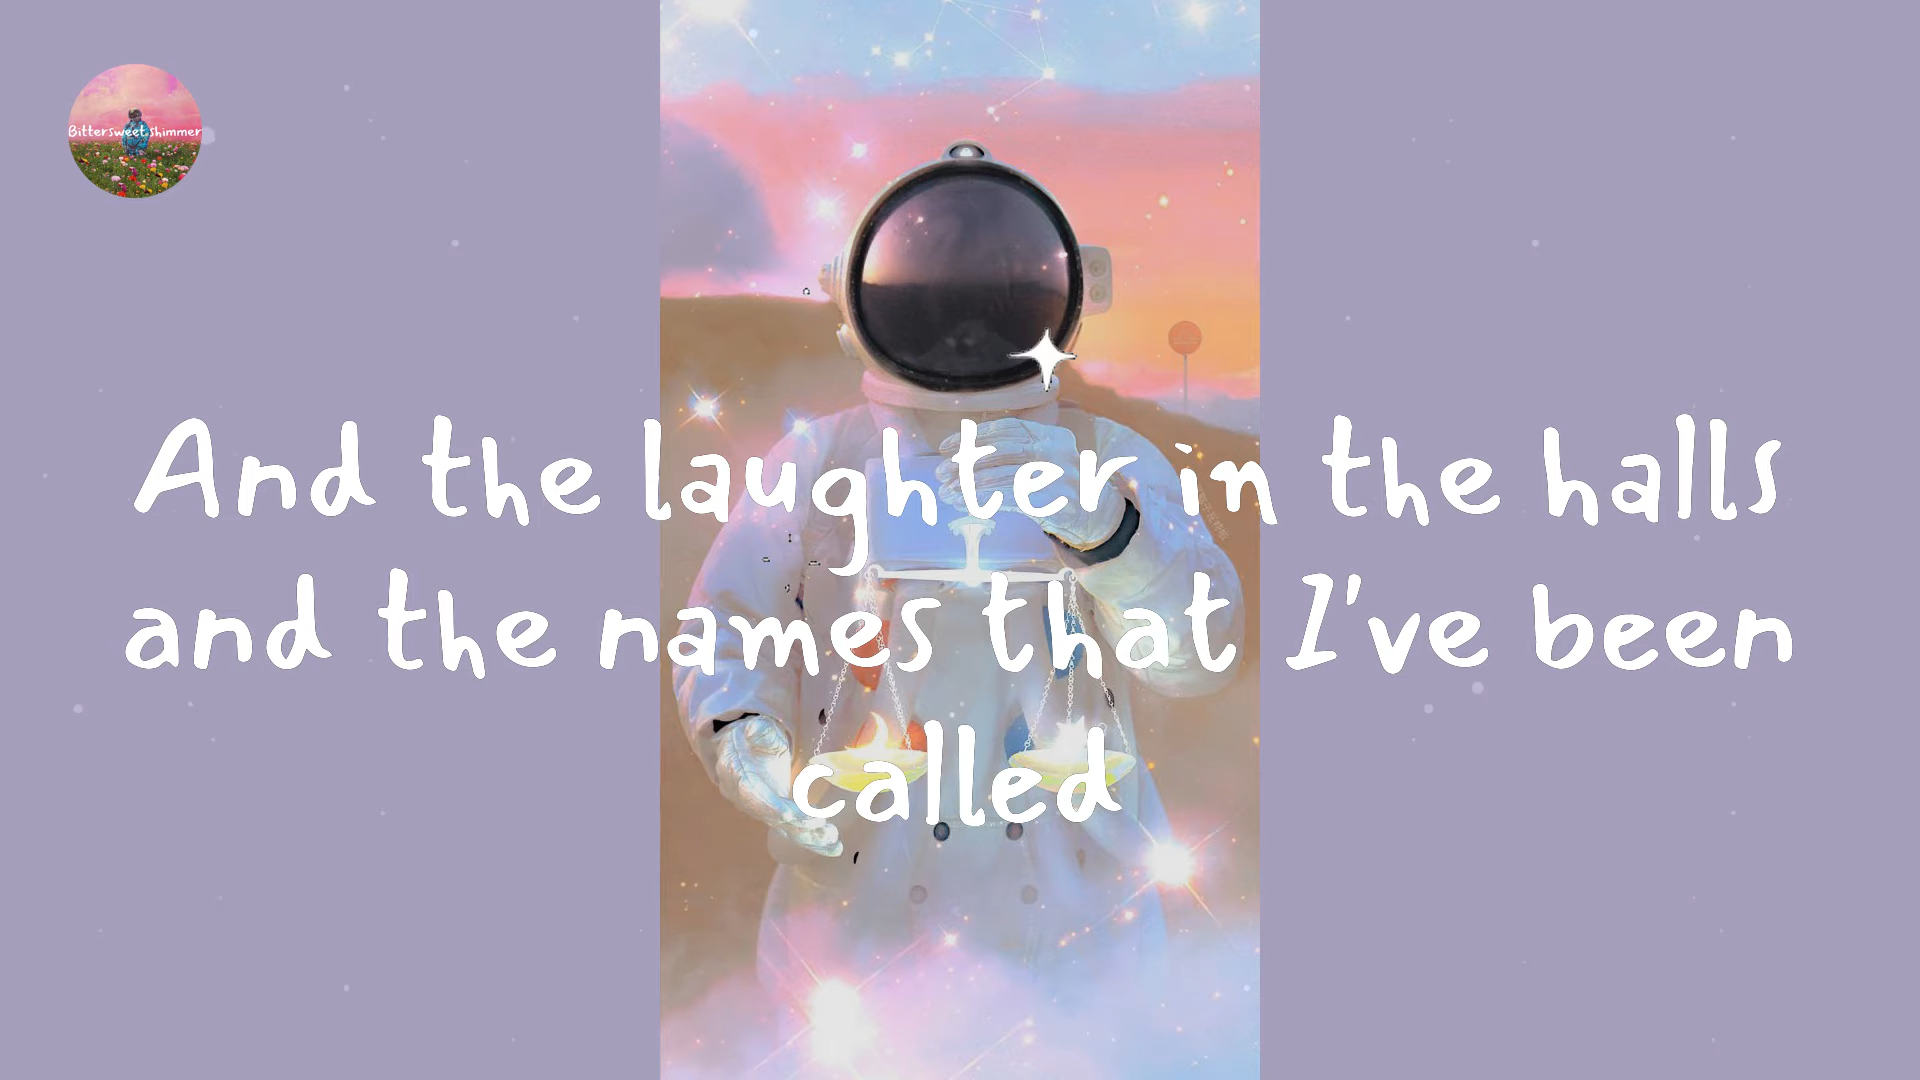 Bittersweet shimmer
And the laughter in the halls
and the names that I've been
called